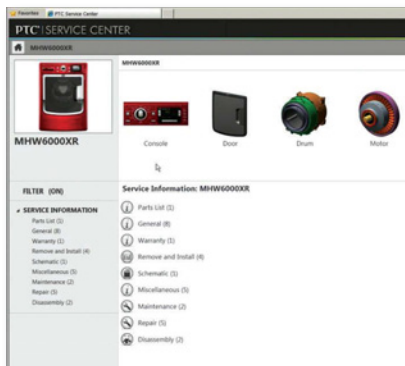 Favorites PTC Service Center
PTC® | SERVICE CENTER
MHW6000XR
MHW6000XR
MHW6000XR
Console Door Drum Motor
FILTER (ON)
SERVICE INFORMATION
Parts List (1)
General (8)
Warranty (1)
Remove and Install (4)
Schematic (1)
Miscellaneous (5)
Maintenance (2)
Repair (5)
Disassembly (2)
Service Information: MHW6000XR
Parts List (1)
General (8)
Warranty (1)
Remove and Install (4)
Schematic (1)
Miscellaneous (5)
Maintenance (2)
Repair (5)
Disassembly (2)